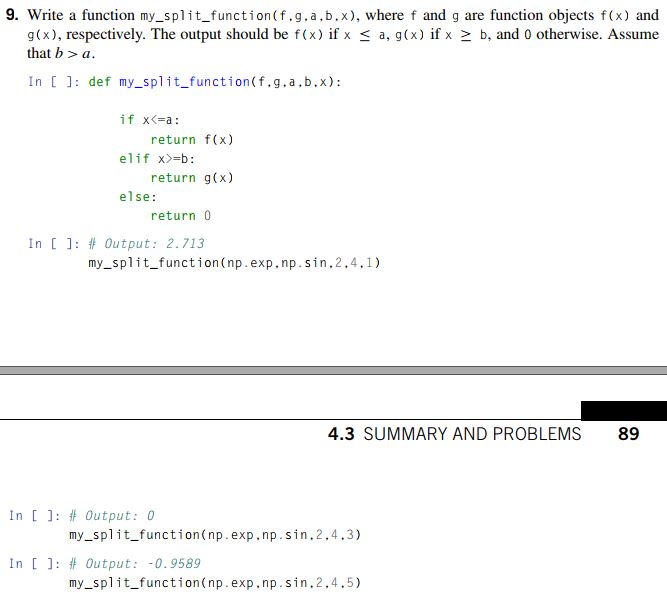 9. Write a function my_split_function(f,g,a,b,x), where f and g are function objects f(x) and
g(x), respectively. The output should be f(x) if x ≤ a, g(x) if x ≥ b, and 0 otherwise. Assume
that b > a.
In [ ]: def my_split_function(f,g,a,b,x):
if x<=a:
return f(x)
elif x>=b:
return g(x)
else:
return 0
In [ ]: # Output: 2.713
my_split_function(np.exp,np.sin,2,4,1)
4.3 SUMMARY AND PROBLEMS 89
In [ ]: # Output: 0
my_split_function(np.exp,np.sin,2,4,3)
In [ ]: # Output: -0.9589
my_split_function(np.exp,np.sin,2,4,5)